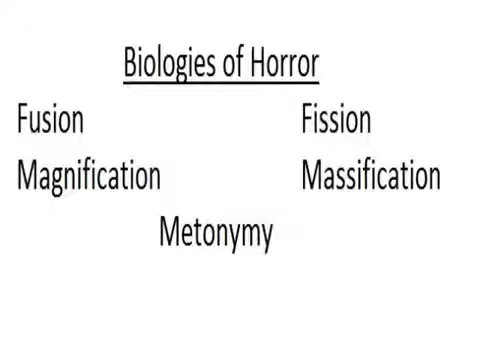 Biologies of Horror
Fusion Fission
Magnification Massification
Metonymy